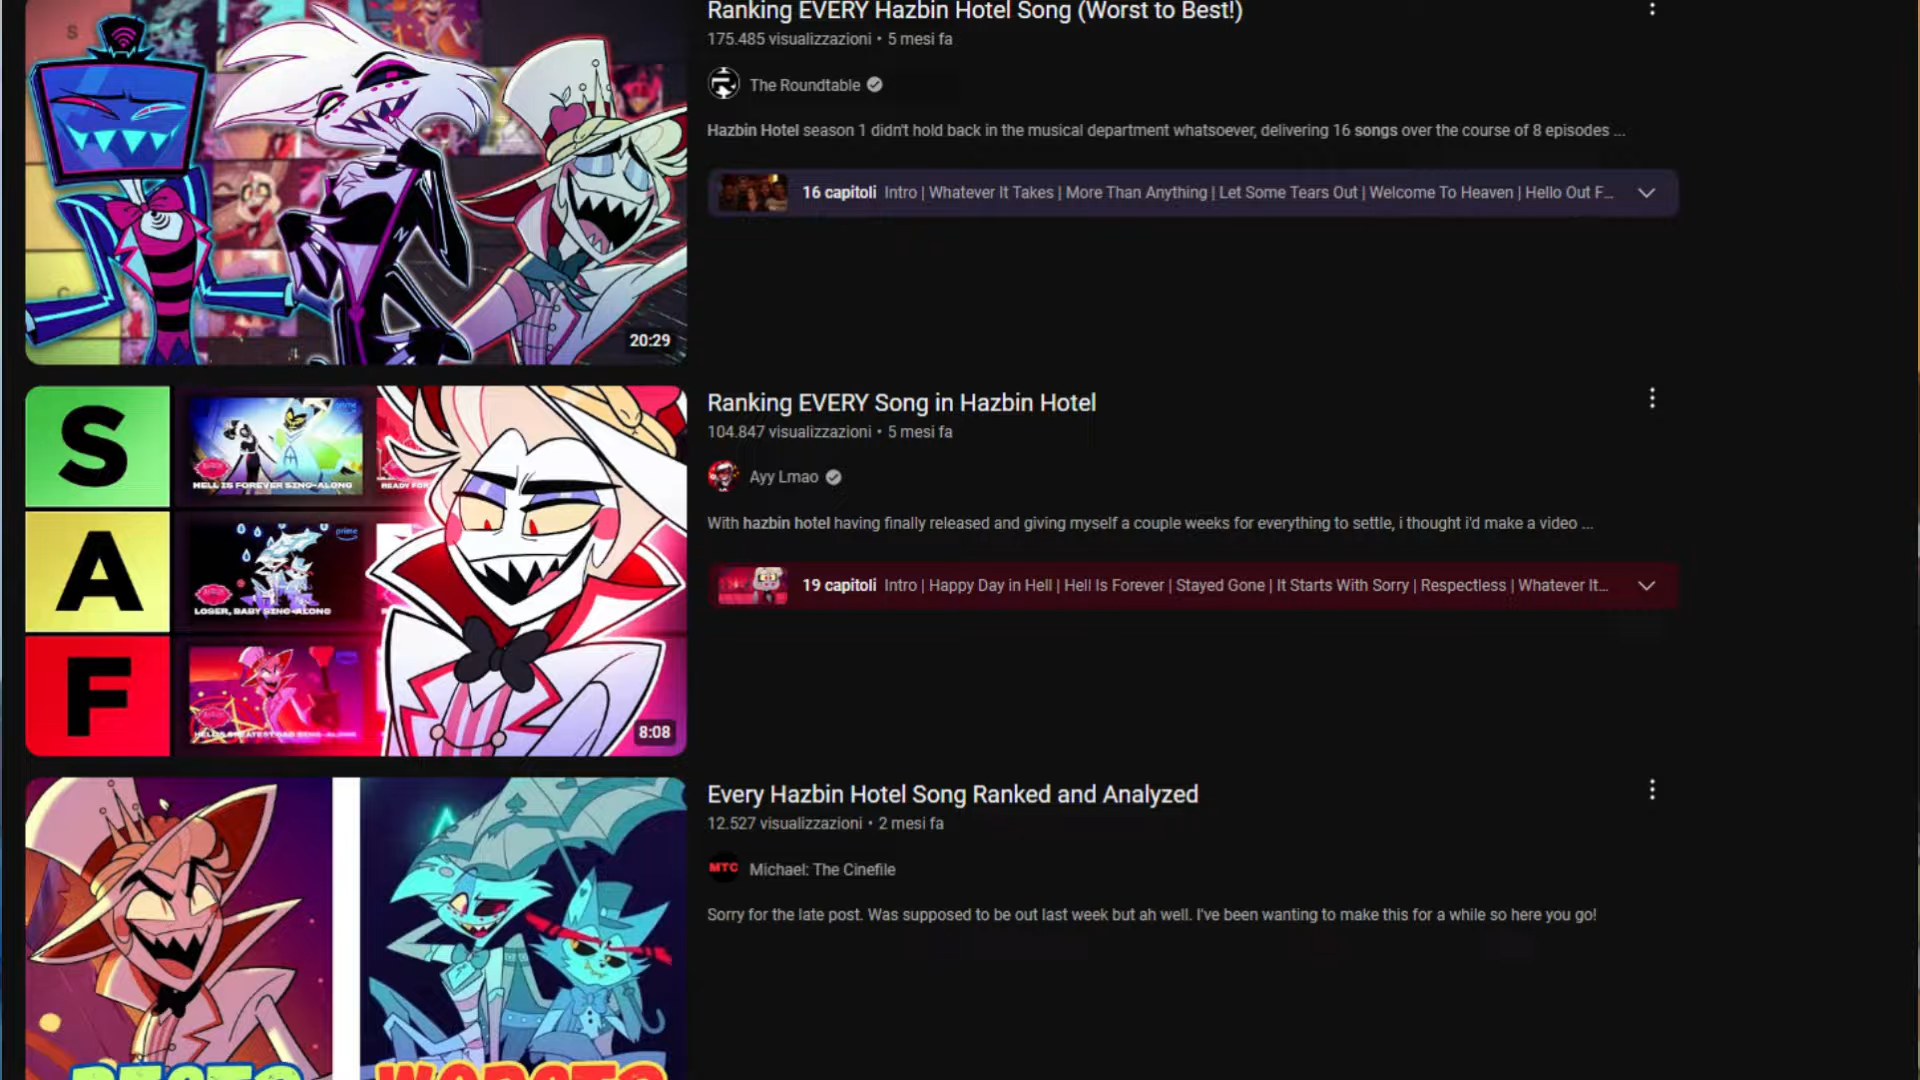 Ranking EVERY Hazbin Hotel Song (Worst to Best!)
175.485 visualizzazioni • 5 mesi fa
The Roundtable
Hazbin Hotel season 1 didn't hold back in the musical department whatsoever, delivering 16 songs over the course of 8 episodes ...
16 capitoli Intro | Whatever It Takes | More Than Anything | Let Some Tears Out | Welcome To Heaven | Hello Out F...
S
C
N
20:29
Ranking EVERY Song in Hazbin Hotel
104.847 visualizzazioni • 5 mesi fa
Ayy Lmao
With hazbin hotel having finally released and giving myself a couple weeks for everything to settle, i thought i'd make a video ...
19 capitoli Intro | Happy Day in Hell | Hell Is Forever | Stayed Gone | It Starts With Sorry | Respectless | Whatever It...
S
HELL IS FOREVER SING-ALONG
READY FOR
A
prime
LOSER, BABY SING-ALONG
F
HELL'S GREATEST DAD SING-ALONG
8:08
Every Hazbin Hotel Song Ranked and Analyzed
12.527 visualizzazioni • 2 mesi fa
MTC
Michael: The Cinefile
Sorry for the late post. Was supposed to be out last week but ah well. I've been wanting to make this for a while so here you go!